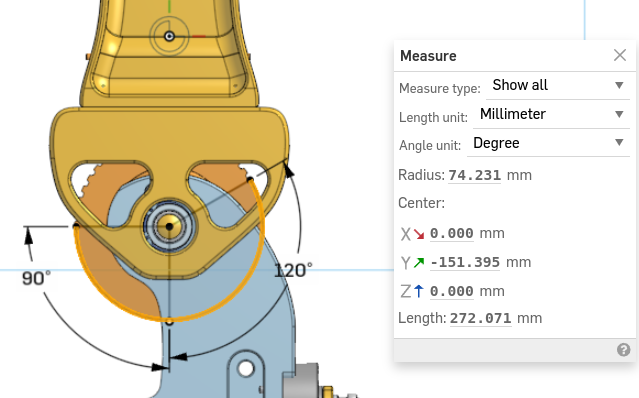 Measure
Measure type: Show all
Length unit: Millimeter
Angle unit: Degree
Radius: 74.231 mm
Center:
X 0.000 mm
Y -151.395 mm
Z 0.000 mm
Length: 272.071 mm
?
90°
120°